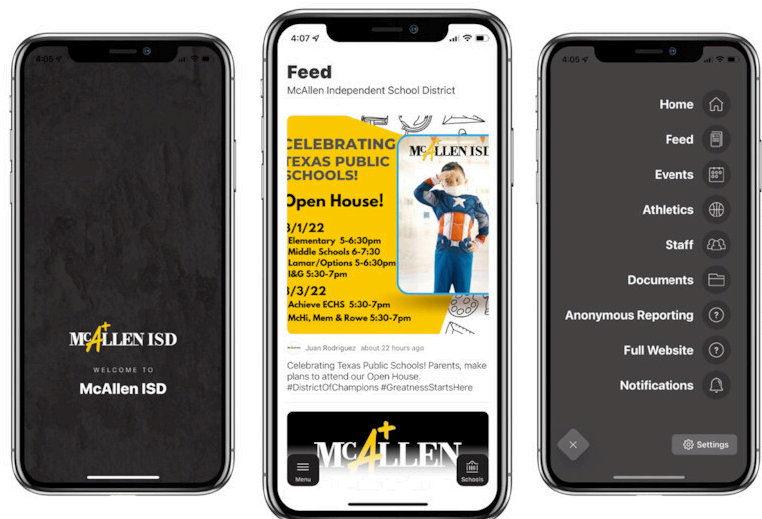 4:05
McALLEN ISD
WELCOME TO
McAllen ISD
4:07
Feed
McAllen Independent School District
CELEBRATING
TEXAS PUBLIC
SCHOOLS!
McALLEN ISD
Open House!
3/1/22
Elementary 5-6:30pm
Middle Schools 6-7:30
Lamar/Options 5-6:30pm
I&G 5:30-7pm
3/3/22
Achieve ECHS 5:30-7pm
McHi, Mem & Rowe 5:30-7pm
Juan Rodriguez about 22 hours ago
Celebrating Texas Public Schools! Parents, make
plans to attend our Open House.
#DistrictOfChampions #GreatnessStartsHere
McALLEN
Menu
Schools
4:05
Home
Feed
Events
Athletics
Staff
Documents
Anonymous Reporting
Full Website
Notifications
Settings